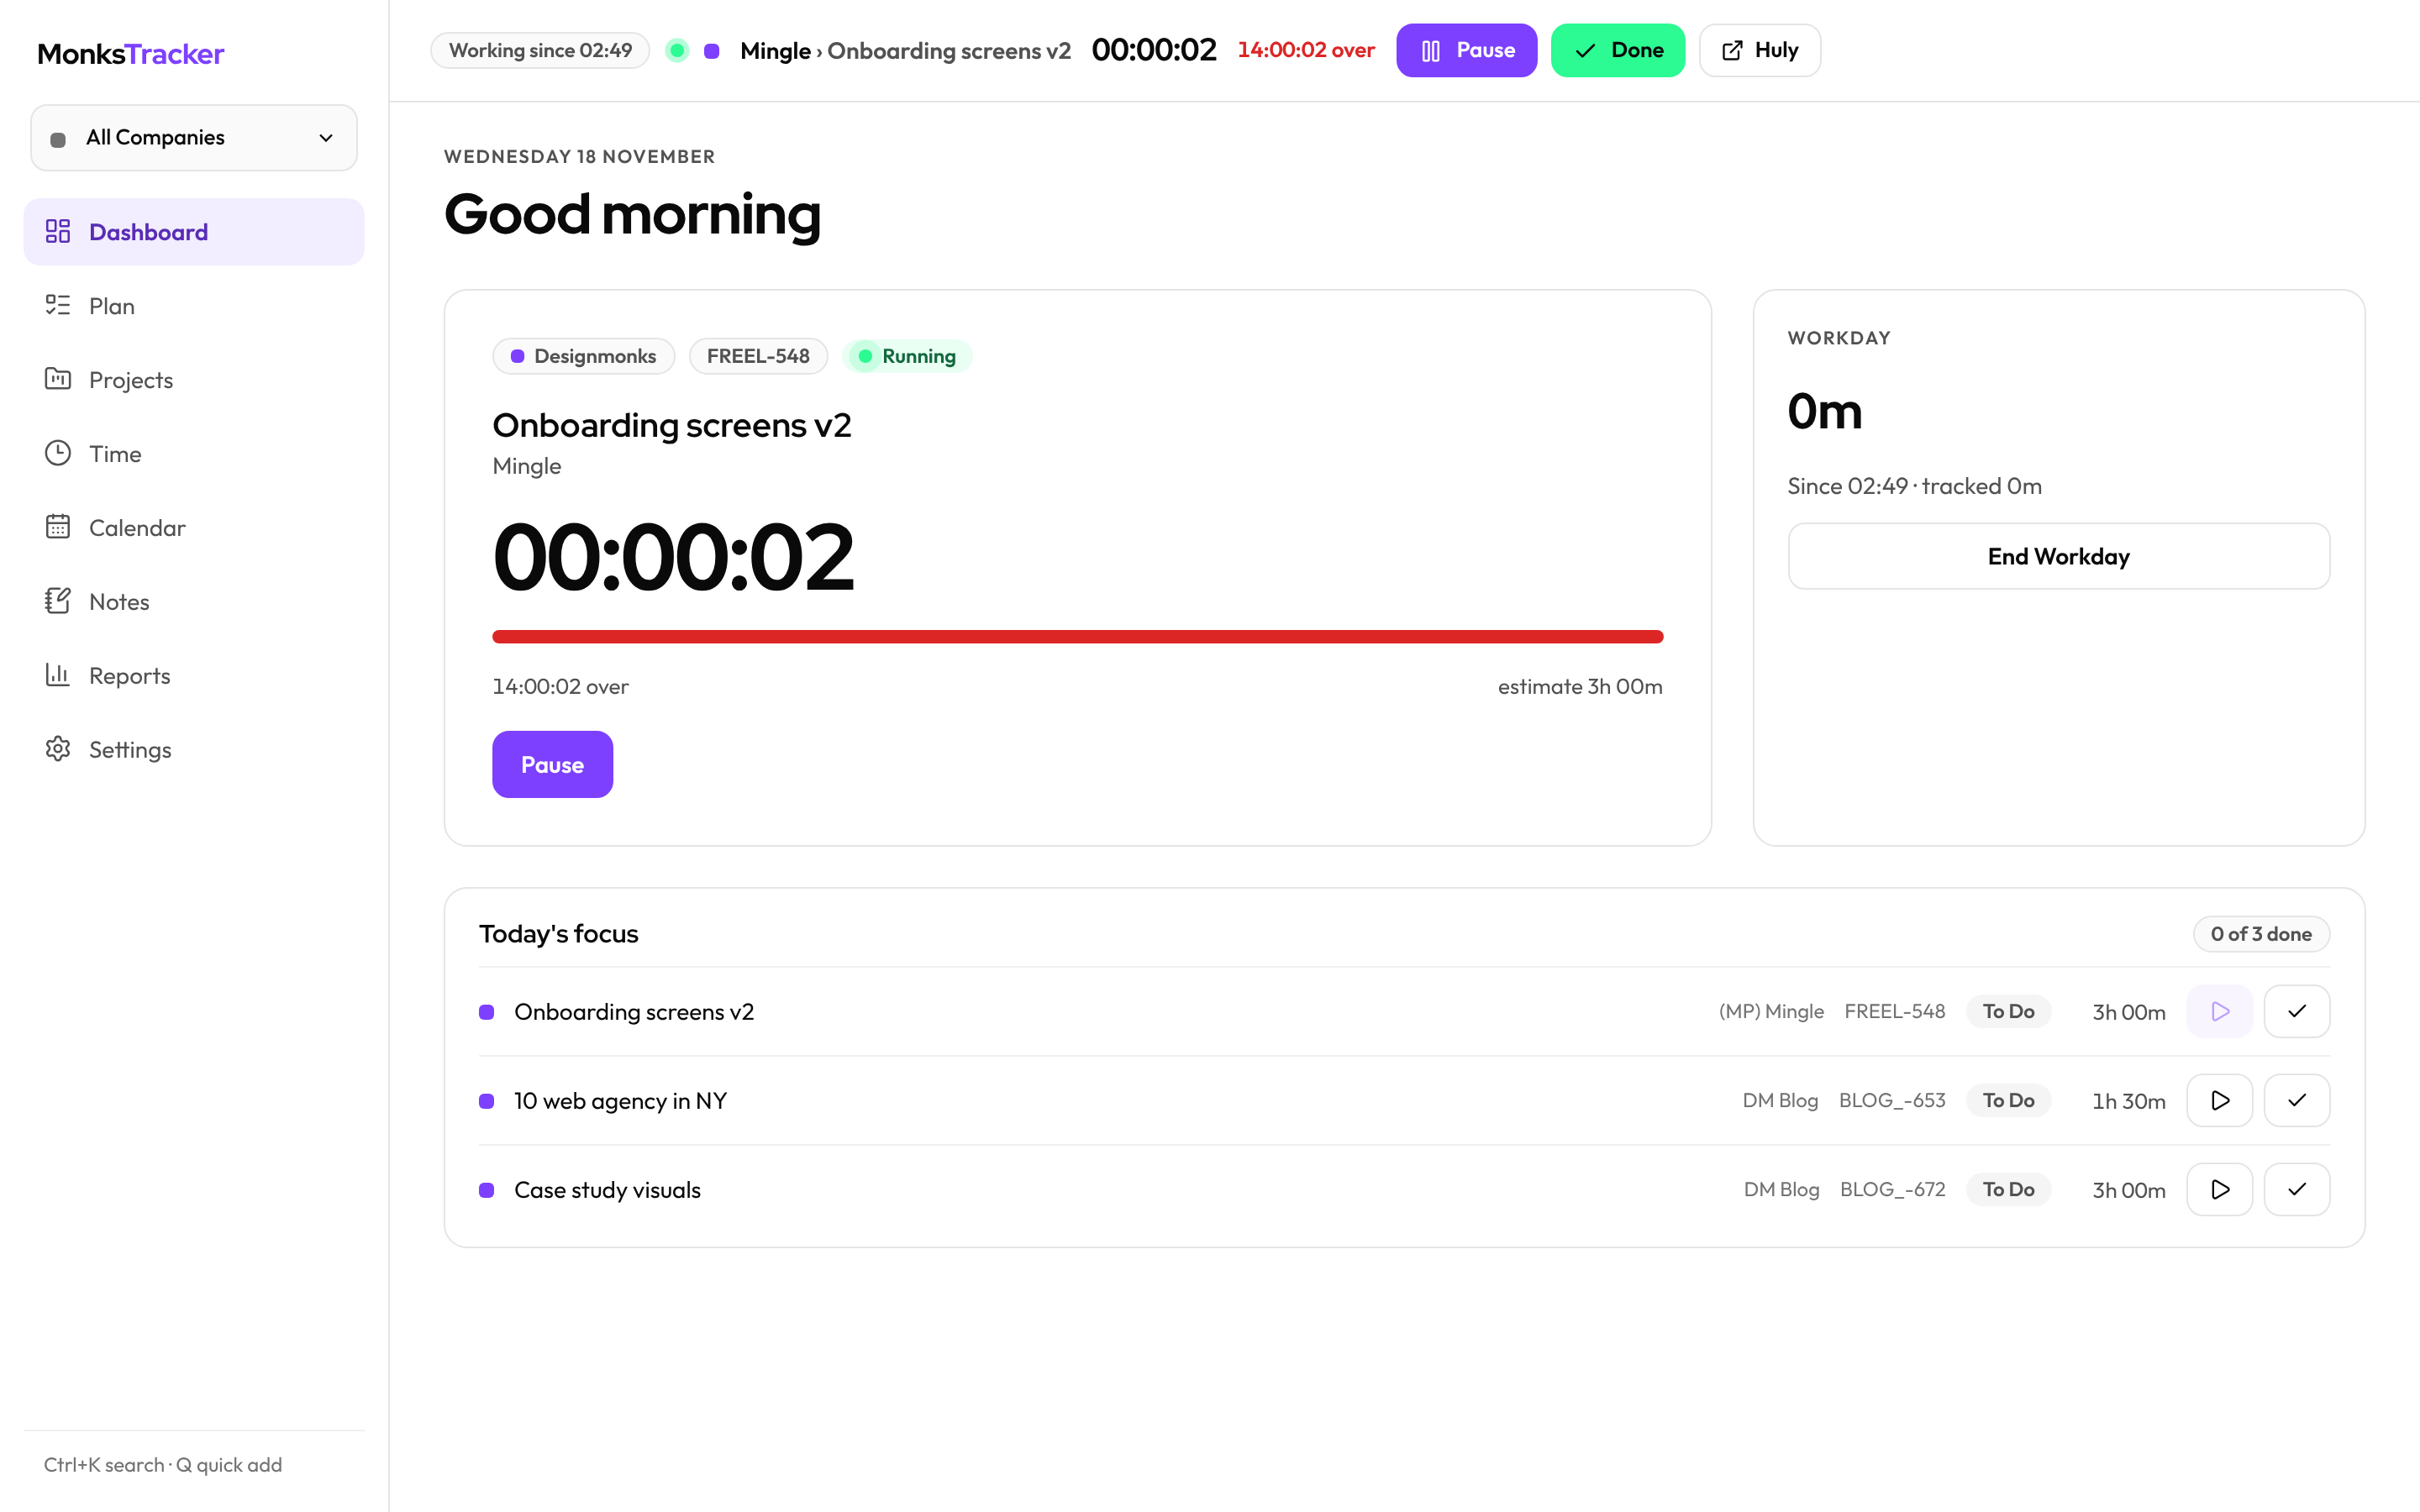 MonksTracker
All Companies
Dashboard
Plan
Projects
Time
Calendar
Notes
Reports
Settings
Ctrl+K search · Q quick add
Working since 02:49 Mingle › Onboarding screens v2 00:00:02 14:00:02 over Pause Done Huly
WEDNESDAY 18 NOVEMBER
Good morning
Designmonks FREEL-548 Running
Onboarding screens v2
Mingle
00:00:02
14:00:02 over estimate 3h 00m
Pause
WORKDAY
0m
Since 02:49 · tracked 0m
End Workday
Today's focus 0 of 3 done
Onboarding screens v2 (MP) Mingle FREEL-548 To Do 3h 00m
10 web agency in NY DM Blog BLOG_-653 To Do 1h 30m
Case study visuals DM Blog BLOG_-672 To Do 3h 00m